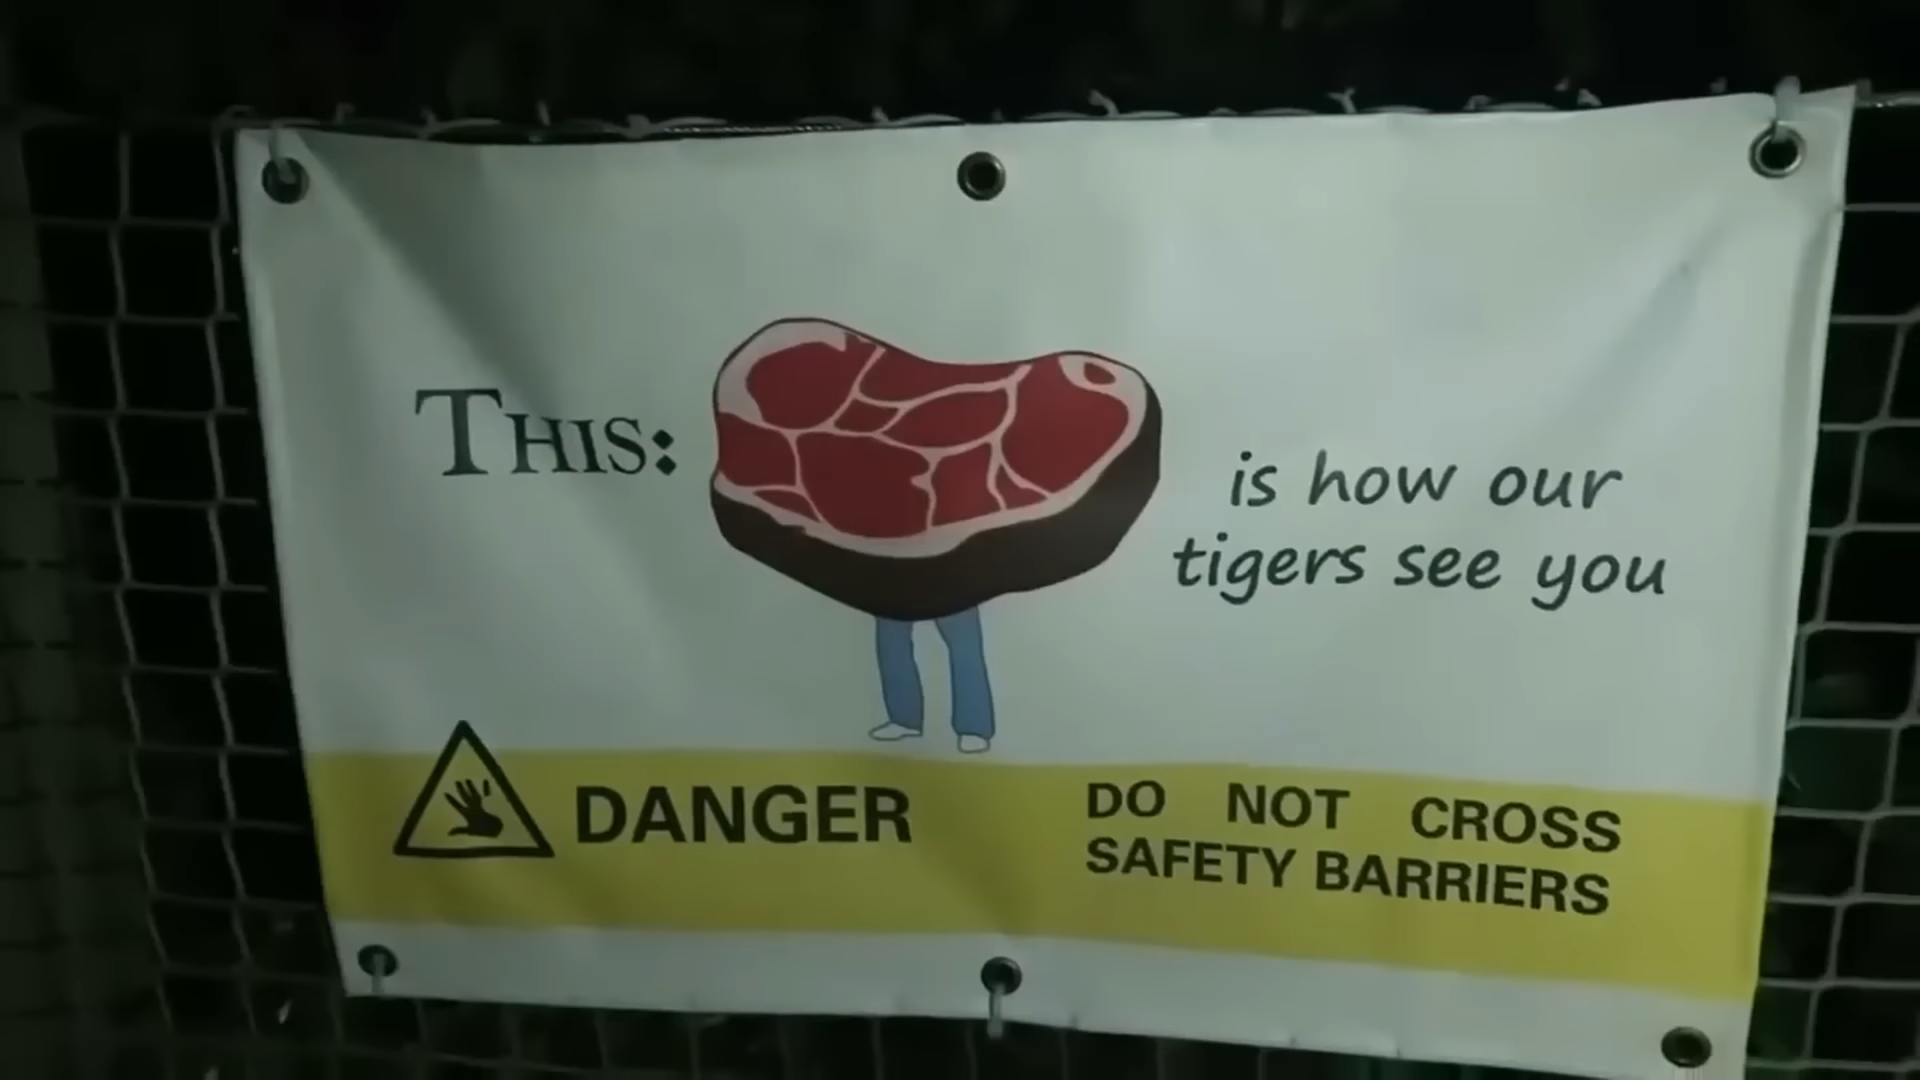 THIS:
is how our
tigers see you
DANGER
DO NOT CROSS
SAFETY BARRIERS